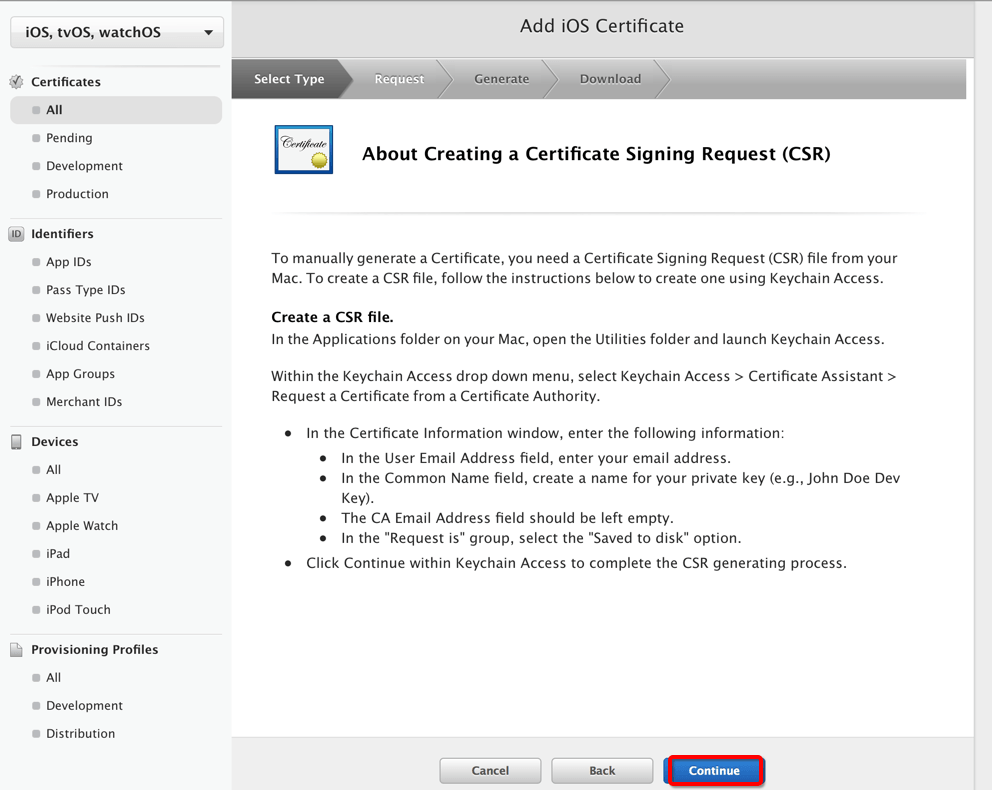 iOS, tvOS, watchOS
Certificates
All
Pending
Development
Production
ID
Identifiers
App IDs
Pass Type IDs
Website Push IDs
iCloud Containers
App Groups
Merchant IDs
Devices
All
Apple TV
Apple Watch
iPad
iPhone
iPod Touch
Provisioning Profiles
All
Development
Distribution
Add iOS Certificate
Select Type
Request
Generate
Download
Certificate
About Creating a Certificate Signing Request (CSR)
To manually generate a Certificate, you need a Certificate Signing Request (CSR) file from your
Mac. To create a CSR file, follow the instructions below to create one using Keychain Access.
Create a CSR file.
In the Applications folder on your Mac, open the Utilities folder and launch Keychain Access.
Within the Keychain Access drop down menu, select Keychain Access > Certificate Assistant >
Request a Certificate from a Certificate Authority.
• In the Certificate Information window, enter the following information:
• In the User Email Address field, enter your email address.
• In the Common Name field, create a name for your private key (e.g., John Doe Dev
Key).
• The CA Email Address field should be left empty.
• In the "Request is" group, select the "Saved to disk" option.
• Click Continue within Keychain Access to complete the CSR generating process.
Cancel
Back
Continue